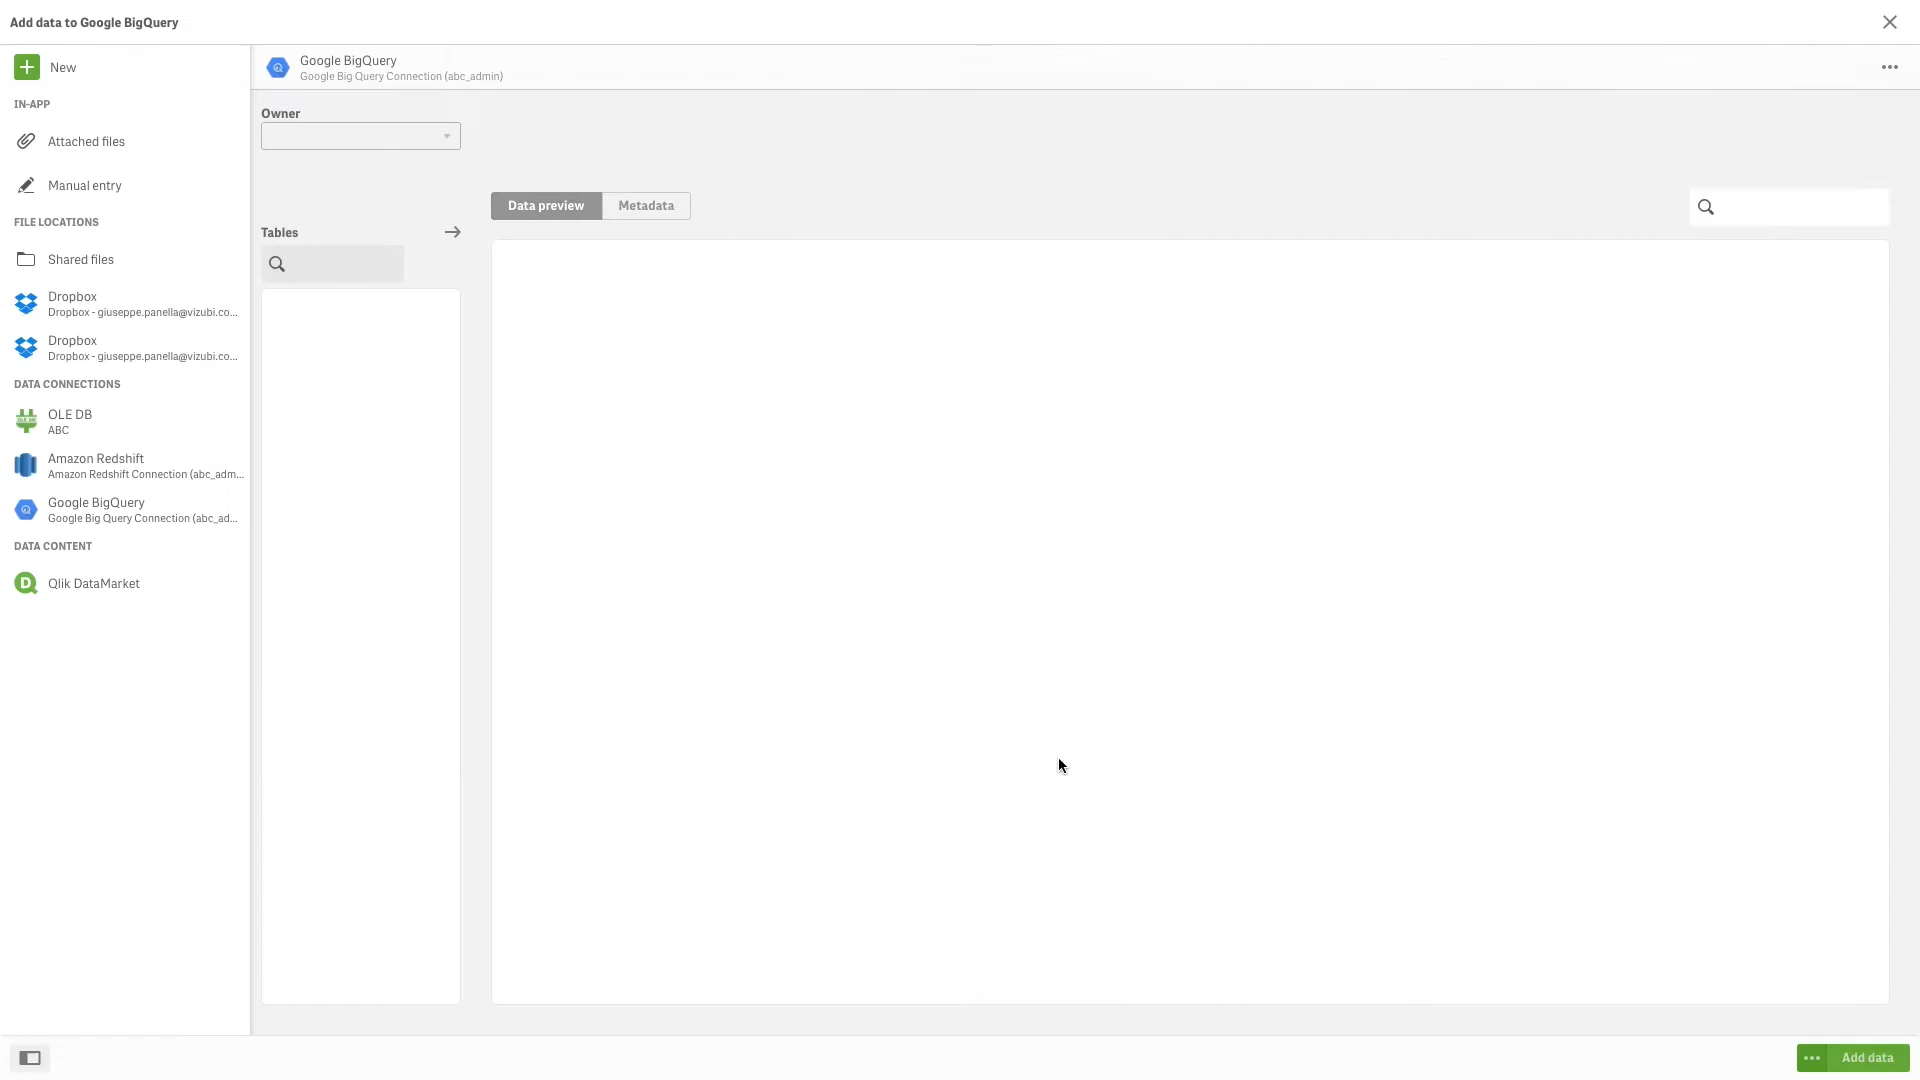 Add data to Google BigQuery
New
IN-APP
Attached files
Manual entry
FILE LOCATIONS
Shared files
Dropbox
Dropbox - giuseppe.panella@vizubi.co...
Dropbox
Dropbox - giuseppe.panella@vizubi.co...
DATA CONNECTIONS
OLE DB
ABC
Amazon Redshift
Amazon Redshift Connection (abc_adm...
Google BigQuery
Google Big Query Connection (abc_ad...
DATA CONTENT
Qlik DataMarket
Google BigQuery
Google Big Query Connection (abc_admin)
Owner
Data preview
Metadata
Tables
Add data